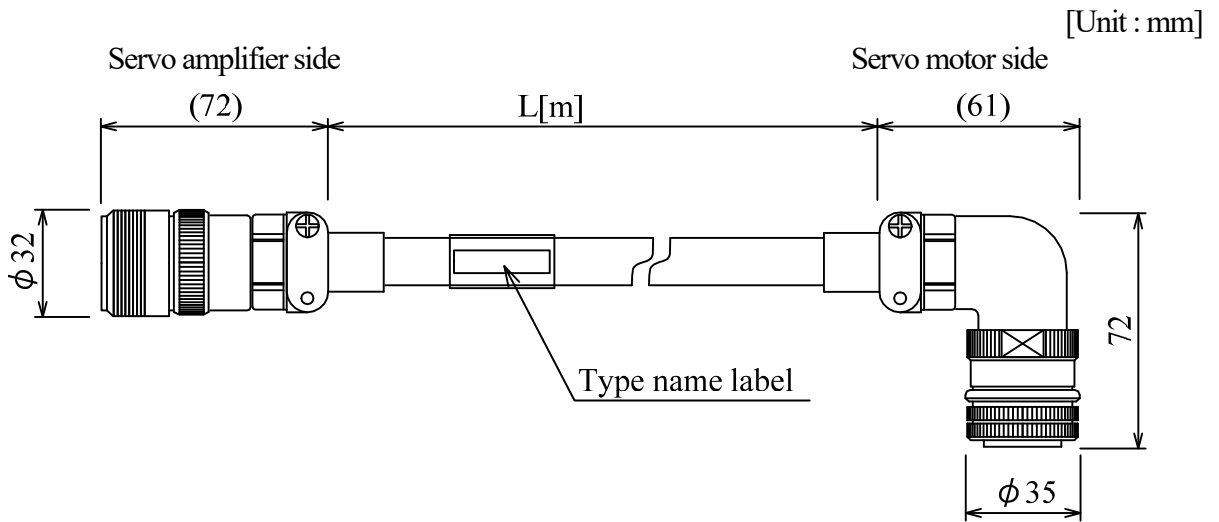 [Unit : mm]
Servo amplifier side
Servo motor side
(72)
L[m]
(61)
ϕ32
72
Type name label
ϕ35